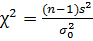 χ² = (n−1)s² / σ₀²